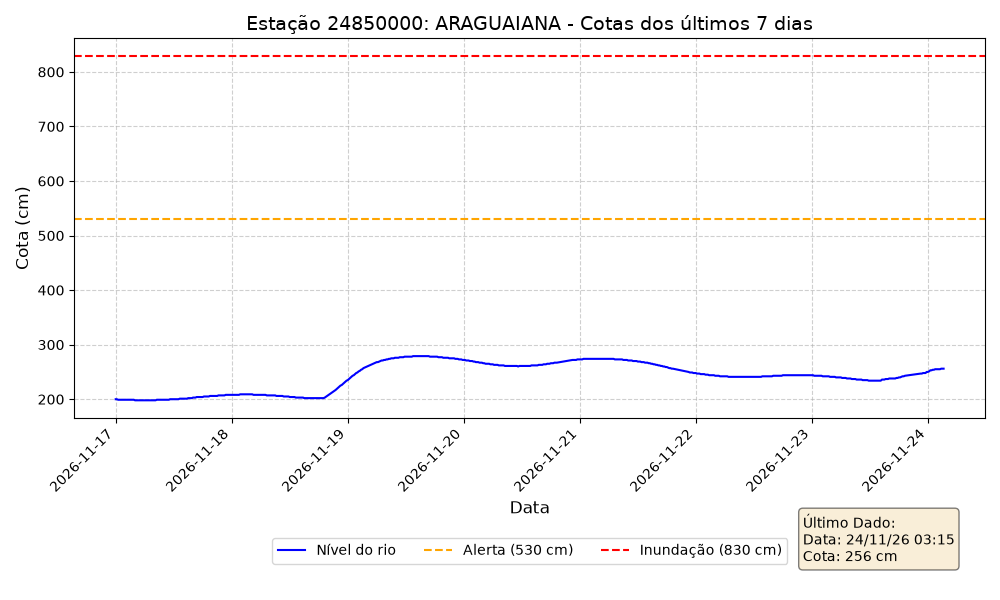 Estação 24850000: ARAGUAIANA - Cotas dos últimos 7 dias
Cota (cm)
800
700
600
500
400
300
200
2026-11-17
2026-11-18
2026-11-19
2026-11-20
2026-11-21
2026-11-22
2026-11-23
2026-11-24
Data
Nível do rio
Alerta (530 cm)
Inundação (830 cm)
Último Dado:
Data: 24/11/26 03:15
Cota: 256 cm